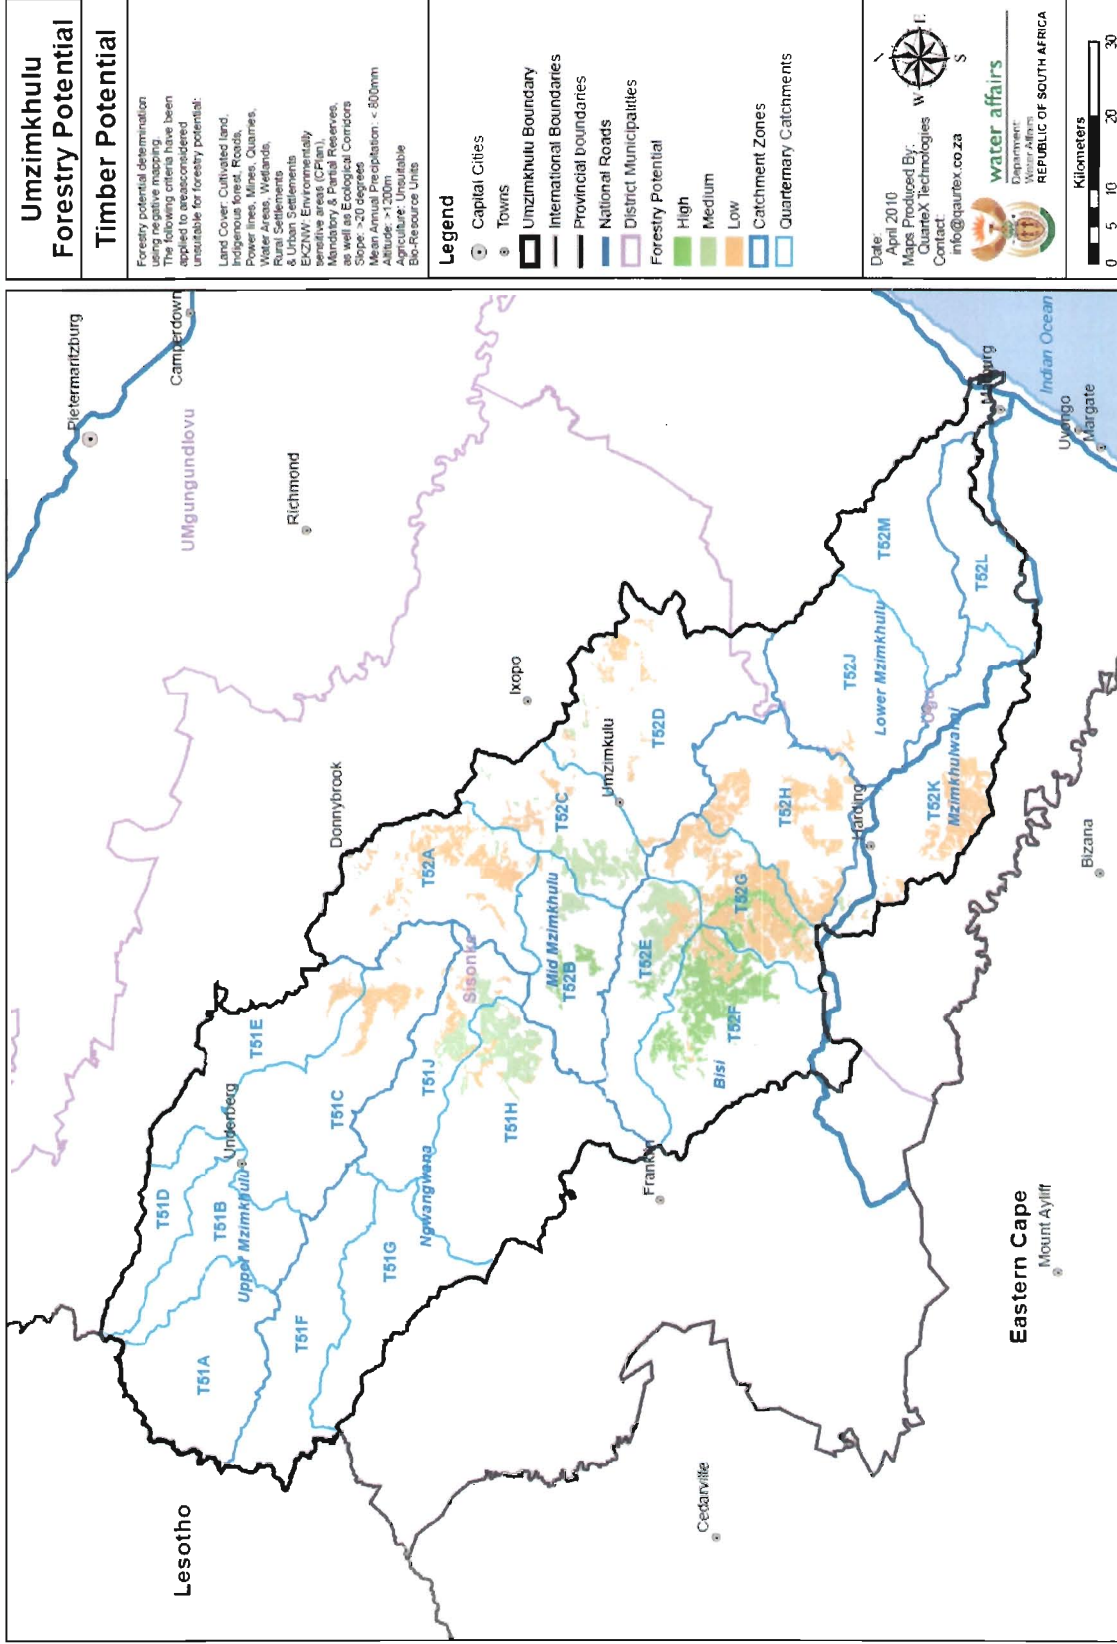 Umzimkhulu
Forestry Potential
Timber Potential
Forestry potential determination
using negative mapping.
The following criteria have been
applied to areasconsidered
unsuitable for forestry potential:
Land Cover: Cultivated land,
Indigenous forest, Roads,
Power lines, Mines, Quarries,
Water Areas, Wetlands,
Rural Settlements
& Urban Settlements
EKZNW: Environmentally
sensitive areas (CPlan),
Mandatory & Partial Reserves,
as well as Ecological Corridors
Slope: >20 degrees
Mean Annual Precipitation: < 800mm
Altitude: >1200m
Agriculture: Unsuitable
Bio-Resource Units
Legend
Capital Cities
Towns
Umzimkhulu Boundary
International Boundaries
Provincial boundaries
National Roads
District Municipalities
Forestry Potential
High
Medium
Low
Catchment Zones
Quarternary Catchments
Date:
April 2010
Maps Produced By:
QuarteX Technologies
Contact:
info@qaurtex.co.za
W
E
S
water affairs
Department:
Water Affairs
REPUBLIC OF SOUTH AFRICA
Kilometers
0 5 10 20 30
Pietermaritzburg
Camperdown
UMgungundlovu
Richmond
Ixopo
Donnybrook
Underberg
Lesotho
T51D
T51E
T51B
Upper Mzimkhulu
T51A
T51C
T51F
T51G
T51J
Ngwangwana
T51H
T52A
Sisonke
T52C
Mid Mzimkhulu
T52B
Umzimkulu
T52D
T52E
T52F
Bisi
T52G
T52H
Harding
T52J
Lower Mzimkhulu
T52M
T52L
T52K
Mzimkhulwana
Ugu
Franklin
Cedarville
Eastern Cape
Mount Ayliff
Bizana
Marburg
Uvongo
Margate
Indian Ocean